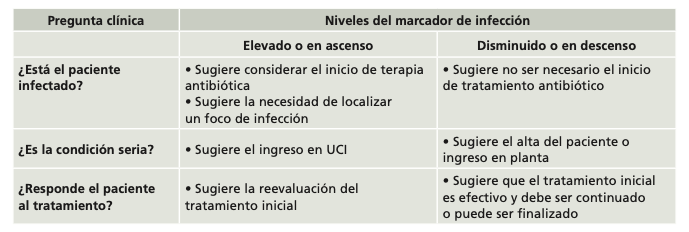 Pregunta clínica
Niveles del marcador de infección
Elevado o en ascenso
Disminuido o en descenso
¿Está el paciente
infectado?
• Sugiere considerar el inicio de terapia
antibiótica
• Sugiere la necesidad de localizar
un foco de infección
• Sugiere no ser necesario el inicio
de tratamiento antibiótico
¿Es la condición seria?
• Sugiere el ingreso en UCI
• Sugiere el alta del paciente o
ingreso en planta
¿Responde el paciente
al tratamiento?
• Sugiere la reevaluación del
tratamiento inicial
• Sugiere que el tratamiento inicial
es efectivo y debe ser continuado
o puede ser finalizado